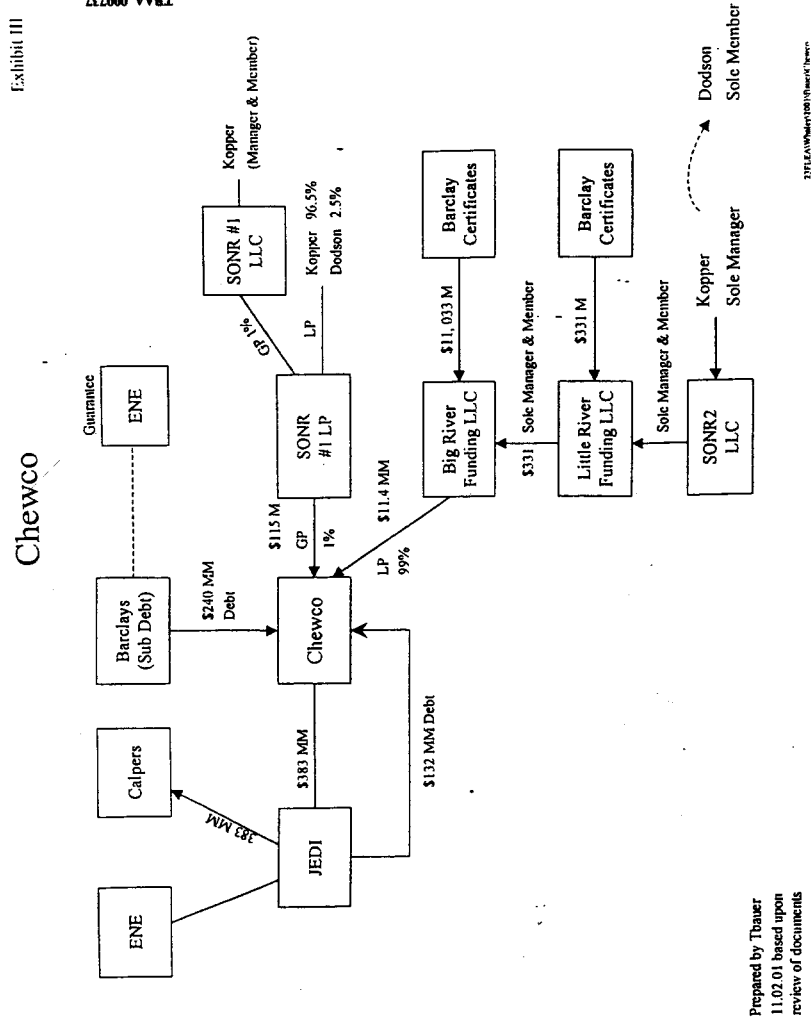 Exhibit III
TBAA 000737
Chewco
Guarantee
ENE
Calpers
Barclays
(Sub Debt)
ENE
383 MM
$240 MM
Debt
JEDI
$383 MM
Chewco
$115 M
GP
1%
SONR
#1 LP
GP 1%
SONR #1
LLC
Kopper
(Manager & Member)
LP
Kopper 96.5%
Dodson 2.5%
$132 MM Debt
LP
99%
$11.4 MM
Big River
Funding LLC
$11, 033 M
Barclay
Certificates
$331
Sole Manager & Member
Little River
Funding LLC
$331 M
Barclay
Certificates
Sole Manager & Member
SONR2
LLC
Kopper
Sole Manager
Dodson
Sole Member
Prepared by Tbauer
11.02.01 based upon
review of documents